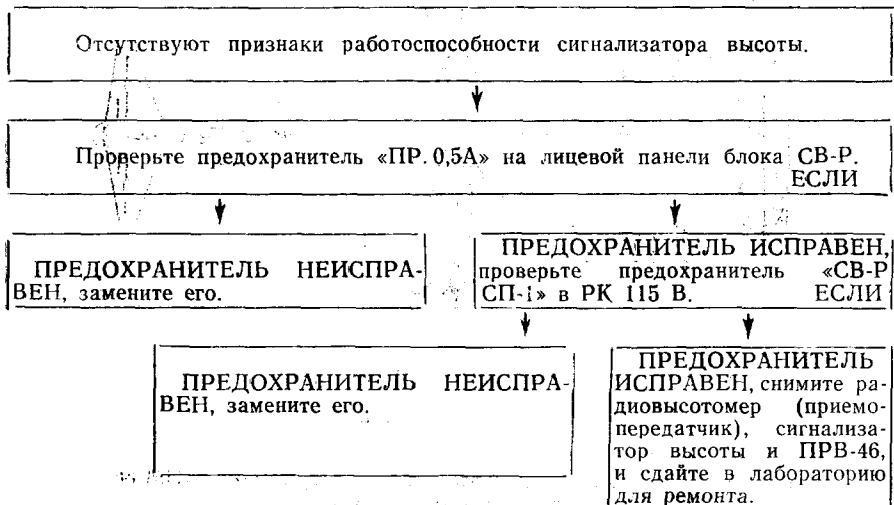 Отсутствуют признаки работоспособности сигнализатора высоты.
Проверьте предохранитель «ПР. 0,5А» на лицевой панели блока СВ-Р.
ЕСЛИ
ПРЕДОХРАНИТЕЛЬ НЕИСПРА-
ВЕН, замените его.
ПРЕДОХРАНИТЕЛЬ ИСПРАВЕН,
проверьте предохранитель «СВ-Р
СП-1» в РК 115 В. ЕСЛИ
ПРЕДОХРАНИТЕЛЬ НЕИСПРА-
ВЕН, замените его.
ПРЕДОХРАНИТЕЛЬ
ИСПРАВЕН, снимите ра-
диовысотомер (приемо-
передатчик), сигнализа-
тор высоты и ПРВ-46,
и сдайте в лабораторию
для ремонта.